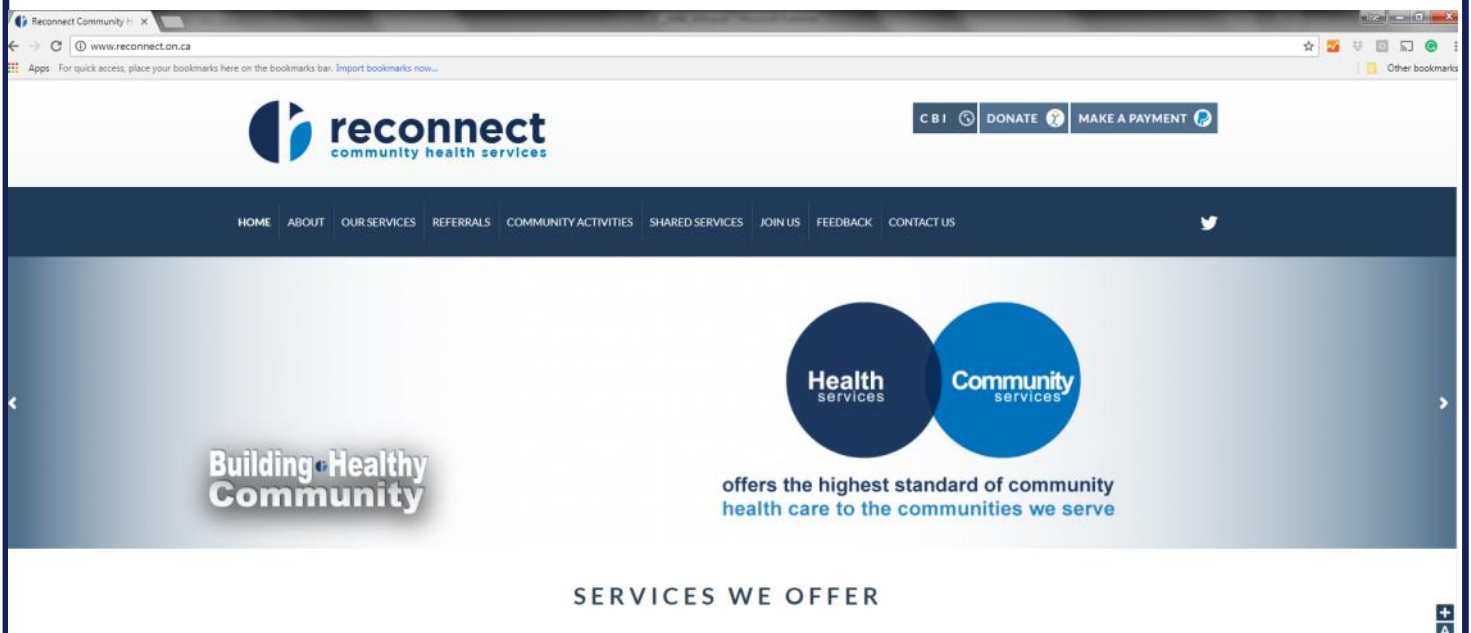 Reconnect Community H
Ilse
www.reconnect.on.ca
Apps For quick access, place your bookmarks here on the bookmarks bar. Import bookmarks now...
Other bookmarks
reconnect
community health services
CBI DONATE MAKE A PAYMENT
HOME ABOUT OUR SERVICES REFERRALS COMMUNITY ACTIVITIES SHARED SERVICES JOIN US FEEDBACK CONTACT US
Health
services
Community
services
Building Healthy
Community
offers the highest standard of community
health care to the communities we serve
SERVICES WE OFFER
+
A